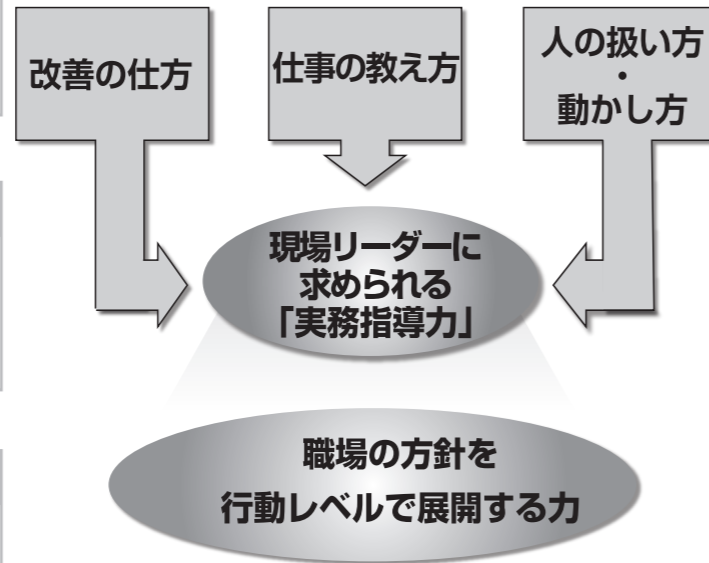 改善の仕方
仕事の教え方
人の扱い方
・
動かし方
現場リーダーに
求められる
「実務指導力」
職場の方針を
行動レベルで展開する力